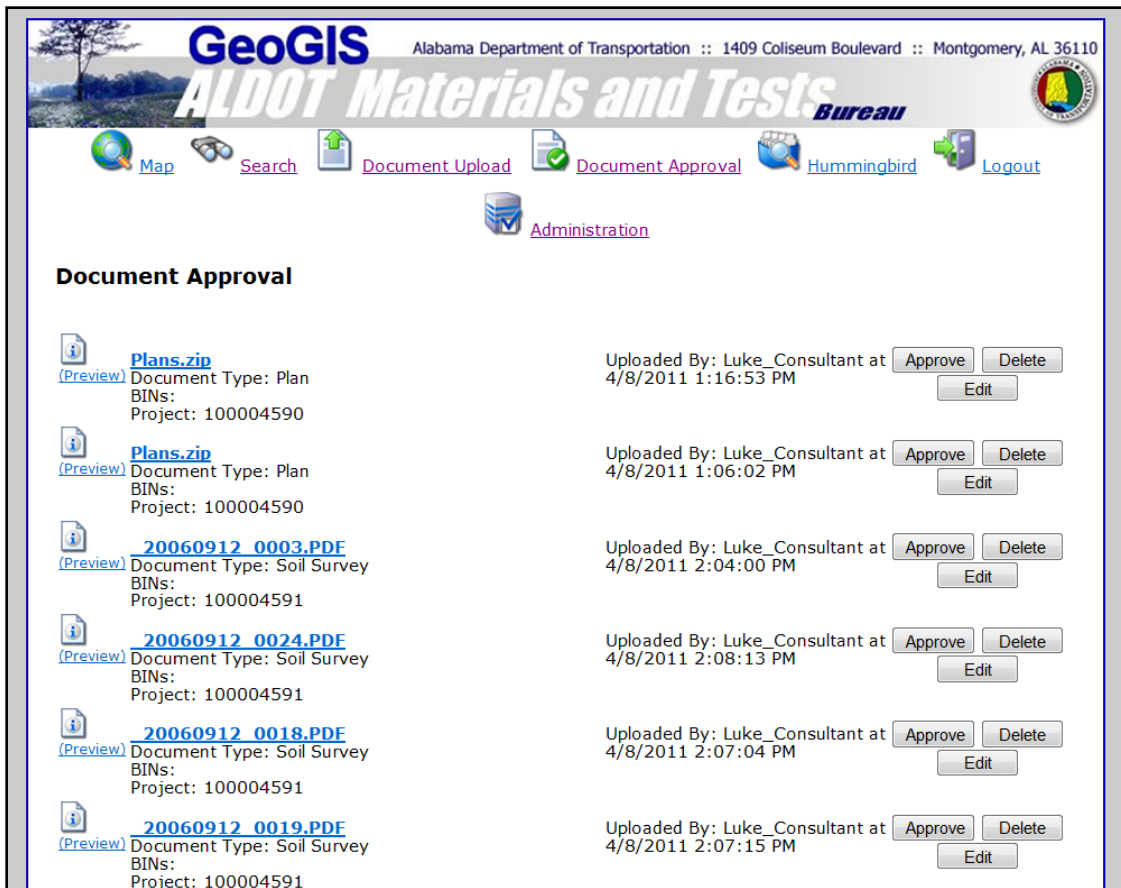 GeoGIS
Alabama Department of Transportation :: 1409 Coliseum Boulevard :: Montgomery, AL 36110
ALDOT Materials and Tests Bureau
Map Search Document Upload Document Approval Hummingbird Logout
Administration
Document Approval
Plans.zip Uploaded By: Luke_Consultant at Approve Delete
(Preview) Document Type: Plan 4/8/2011 1:16:53 PM Edit
BINs:
Project: 100004590
Plans.zip Uploaded By: Luke_Consultant at Approve Delete
(Preview) Document Type: Plan 4/8/2011 1:06:02 PM Edit
BINs:
Project: 100004590
_20060912_0003.PDF Uploaded By: Luke_Consultant at Approve Delete
(Preview) Document Type: Soil Survey 4/8/2011 2:04:00 PM Edit
BINs:
Project: 100004591
_20060912_0024.PDF Uploaded By: Luke_Consultant at Approve Delete
(Preview) Document Type: Soil Survey 4/8/2011 2:08:13 PM Edit
BINs:
Project: 100004591
_20060912_0018.PDF Uploaded By: Luke_Consultant at Approve Delete
(Preview) Document Type: Soil Survey 4/8/2011 2:07:04 PM Edit
BINs:
Project: 100004591
_20060912_0019.PDF Uploaded By: Luke_Consultant at Approve Delete
(Preview) Document Type: Soil Survey 4/8/2011 2:07:15 PM Edit
BINs:
Project: 100004591